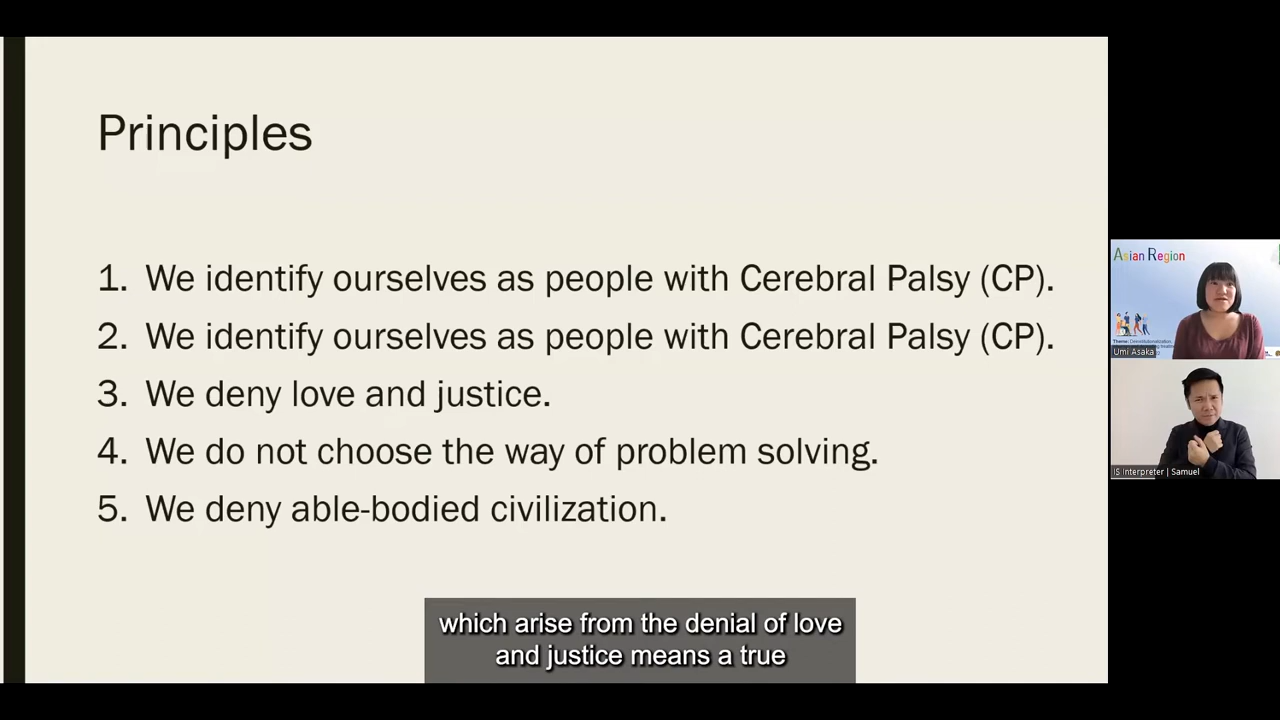 Principles
1. We identify ourselves as people with Cerebral Palsy (CP).
2. We identify ourselves as people with Cerebral Palsy (CP).
3. We deny love and justice.
4. We do not choose the way of problem solving.
5. We deny able-bodied civilization.
which arise from the denial of love
and justice means a true
Asian Region
Umi Asaka
IS Interpreter | Samuel